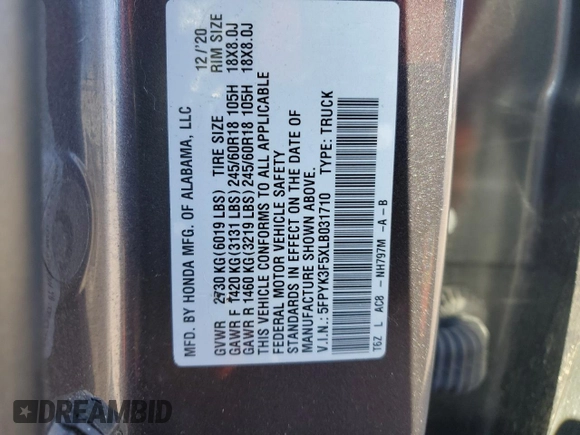 MFD. BY HONDA MFG. OF ALABAMA, LLC 12/'20
GVWR 2730 KG(6019 LBS) TIRE SIZE RIM SIZE
GAWR F 1420 KG(3131 LBS) 245/60R18 105H 18X8.0J
GAWR R 1460 KG(3219 LBS) 245/60R18 105H 18X8.0J
THIS VEHICLE CONFORMS TO ALL APPLICABLE
FEDERAL MOTOR VEHICLE SAFETY
STANDARDS IN EFFECT ON THE DATE OF
MANUFACTURE SHOWN ABOVE.
V.I.N.: 5FPYK3F5XLB031710 TYPE: TRUCK
T6Z L AC8 -NH797M -A -B
DREAMBID